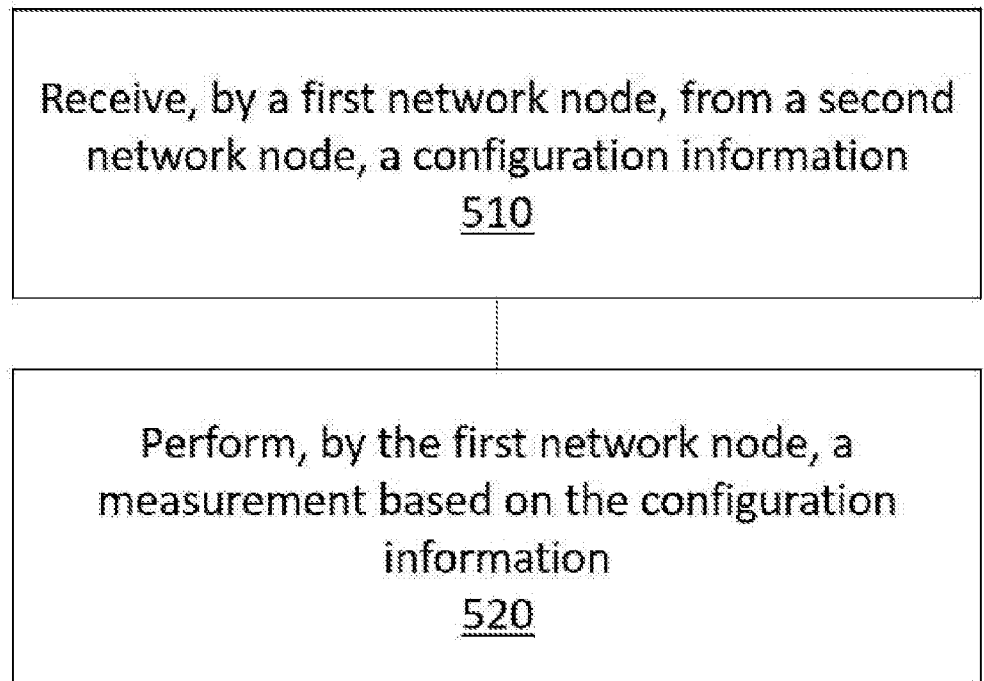 Receive, by a first network node, from a second
network node, a configuration information
510
Perform, by the first network node, a
measurement based on the configuration
information
520